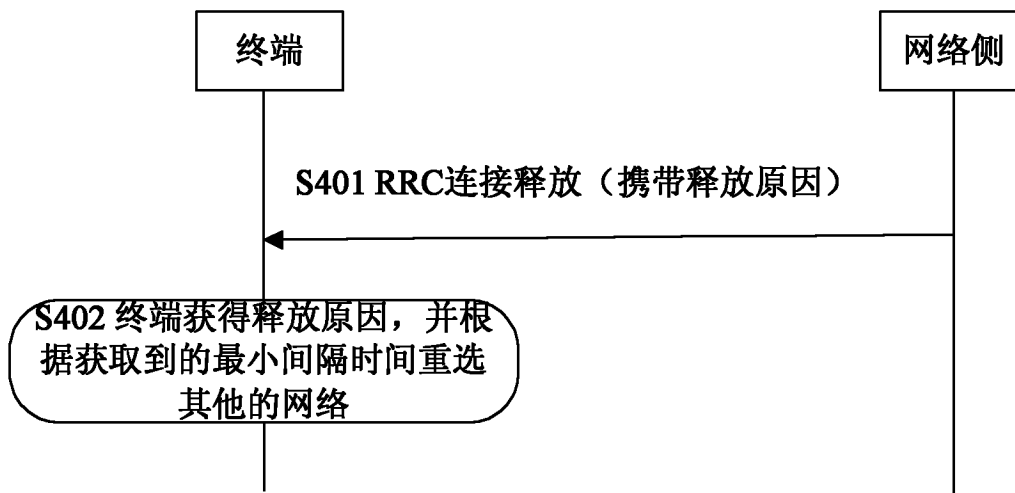 终端
网络侧
S401 RRC连接释放（携带释放原因）
S402 终端获得释放原因，并根
据获取到的最小间隔时间重选
其他的网络